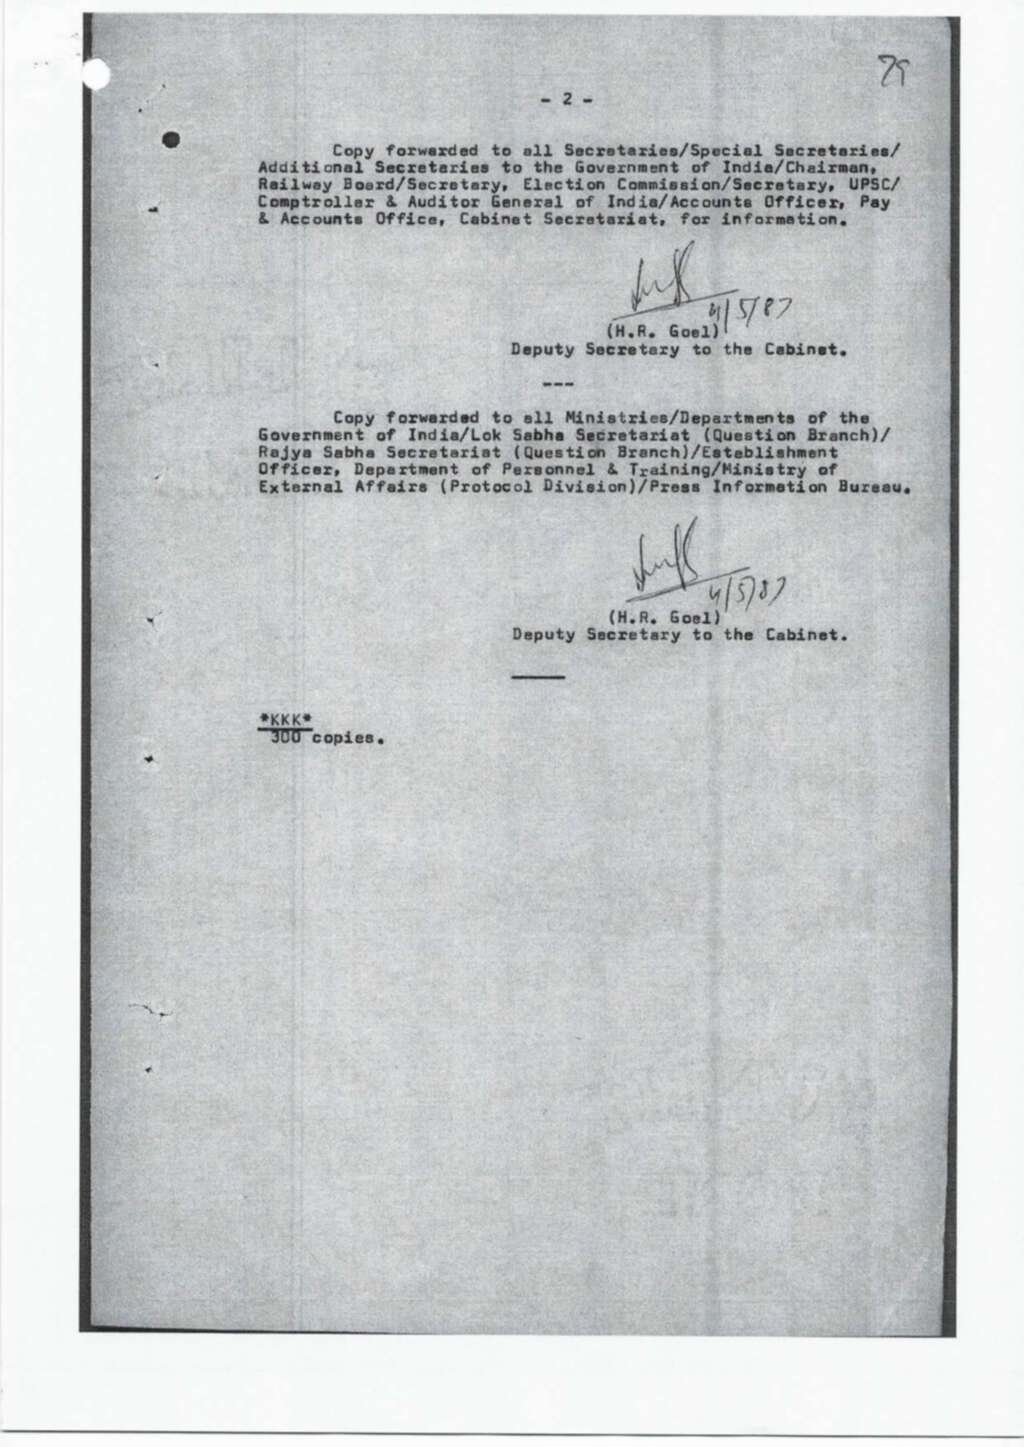 79
- 2 -
Copy forwarded to all Secretaries/Special Secretaries/
Additional Secretaries to the Government of India/Chairman,
Railway Board/Secretary, Election Commission/Secretary, UPSC/
Comptroller & Auditor General of India/Accounts Officer, Pay
& Accounts Office, Cabinet Secretariat, for information.
4/5/87
(H.R. Goel)
Deputy Secretary to the Cabinet.
---
Copy forwarded to all Ministries/Departments of the
Government of India/Lok Sabha Secretariat (Question Branch)/
Rajya Sabha Secretariat (Question Branch)/Establishment
Officer, Department of Personnel & Training/Ministry of
External Affairs (Protocol Division)/Press Information Bureau.
4/5/87
(H.R. Goel)
Deputy Secretary to the Cabinet.
*KKK*
300 copies.